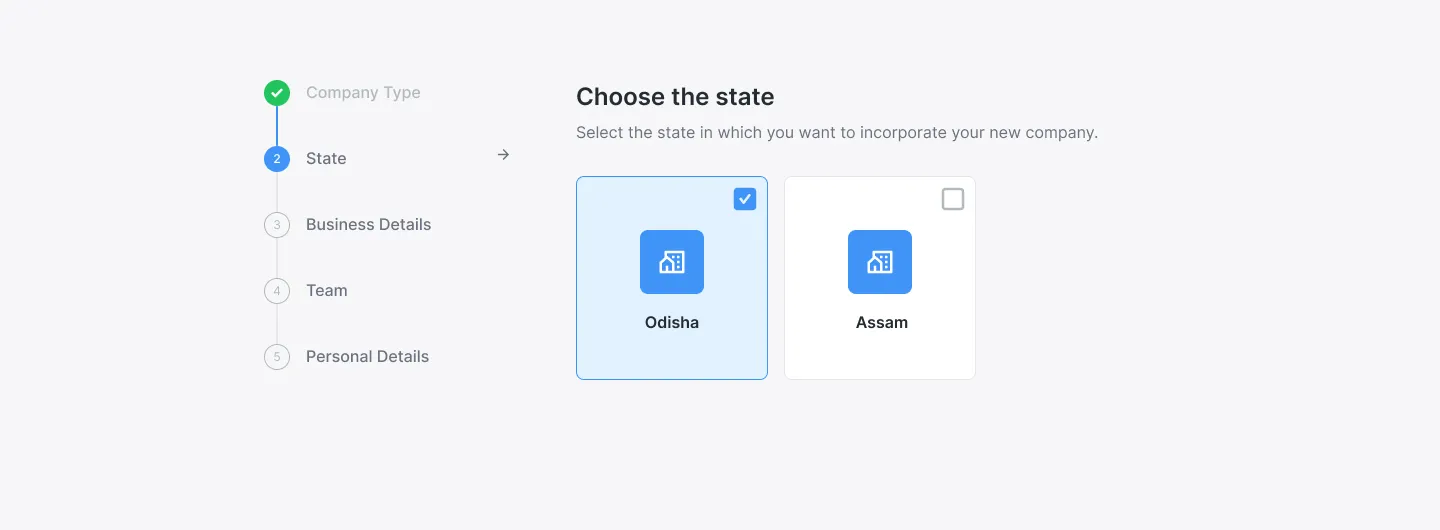 Company Type
2 State
3 Business Details
4 Team
5 Personal Details
Choose the state
Select the state in which you want to incorporate your new company.
Odisha
Assam